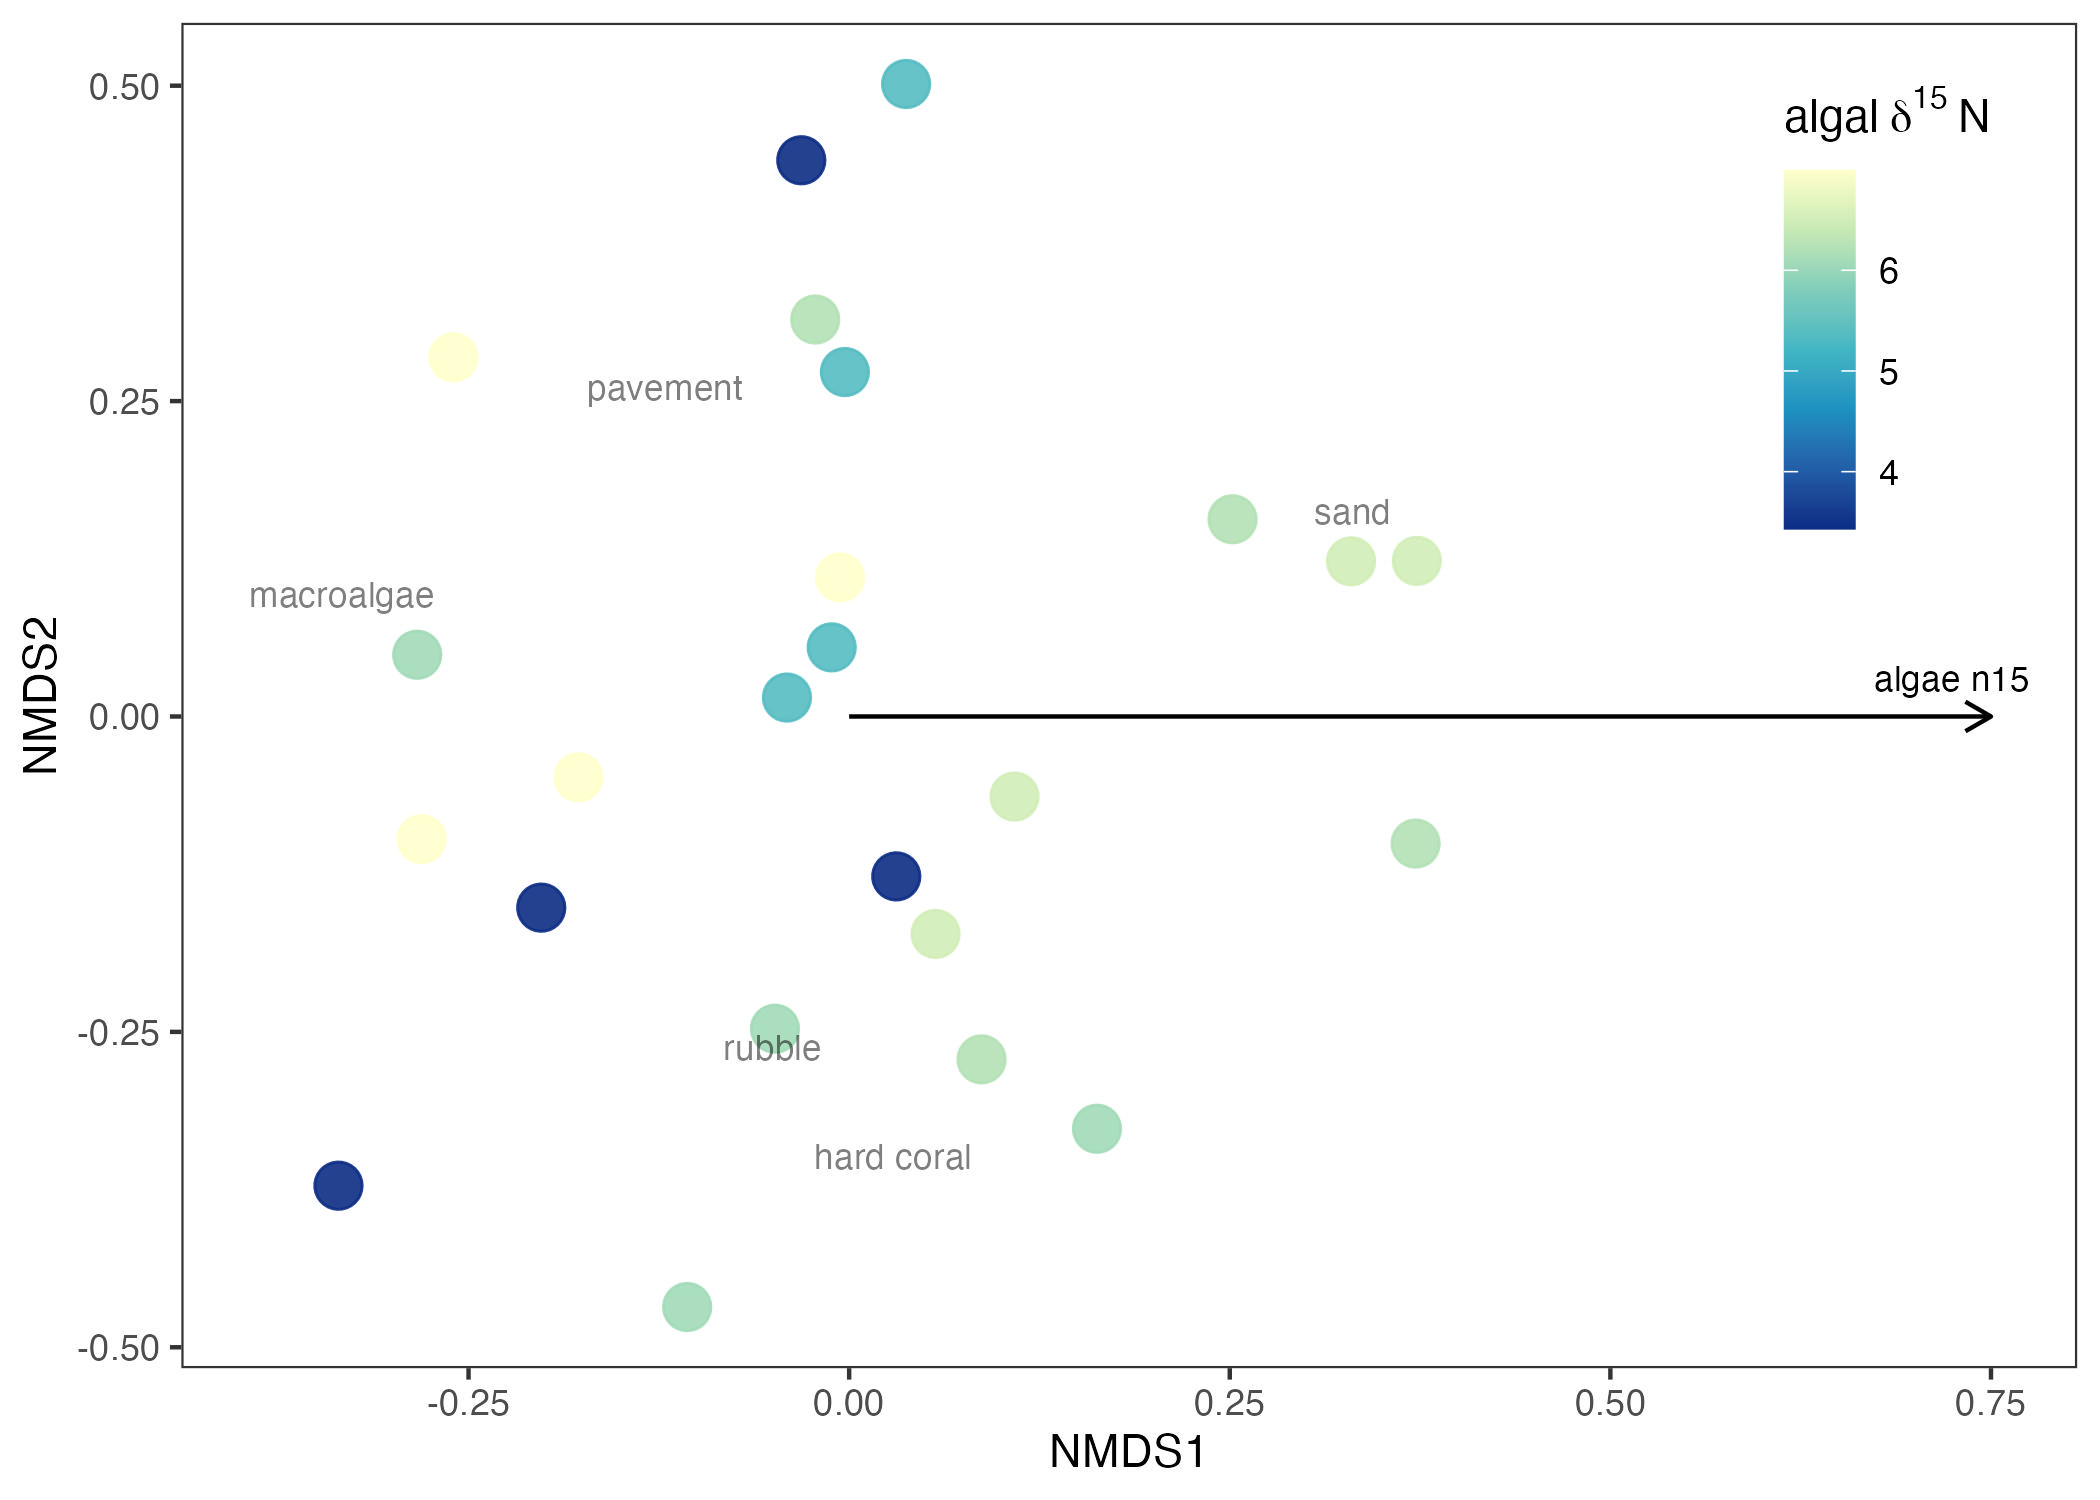 0.50
0.25
0.00
-0.25
-0.50
NMDS2
algal δ15 N
6
5
4
pavement
sand
macroalgae
algae n15
rubble
hard coral
-0.25
0.00
0.25
0.50
0.75
NMDS1